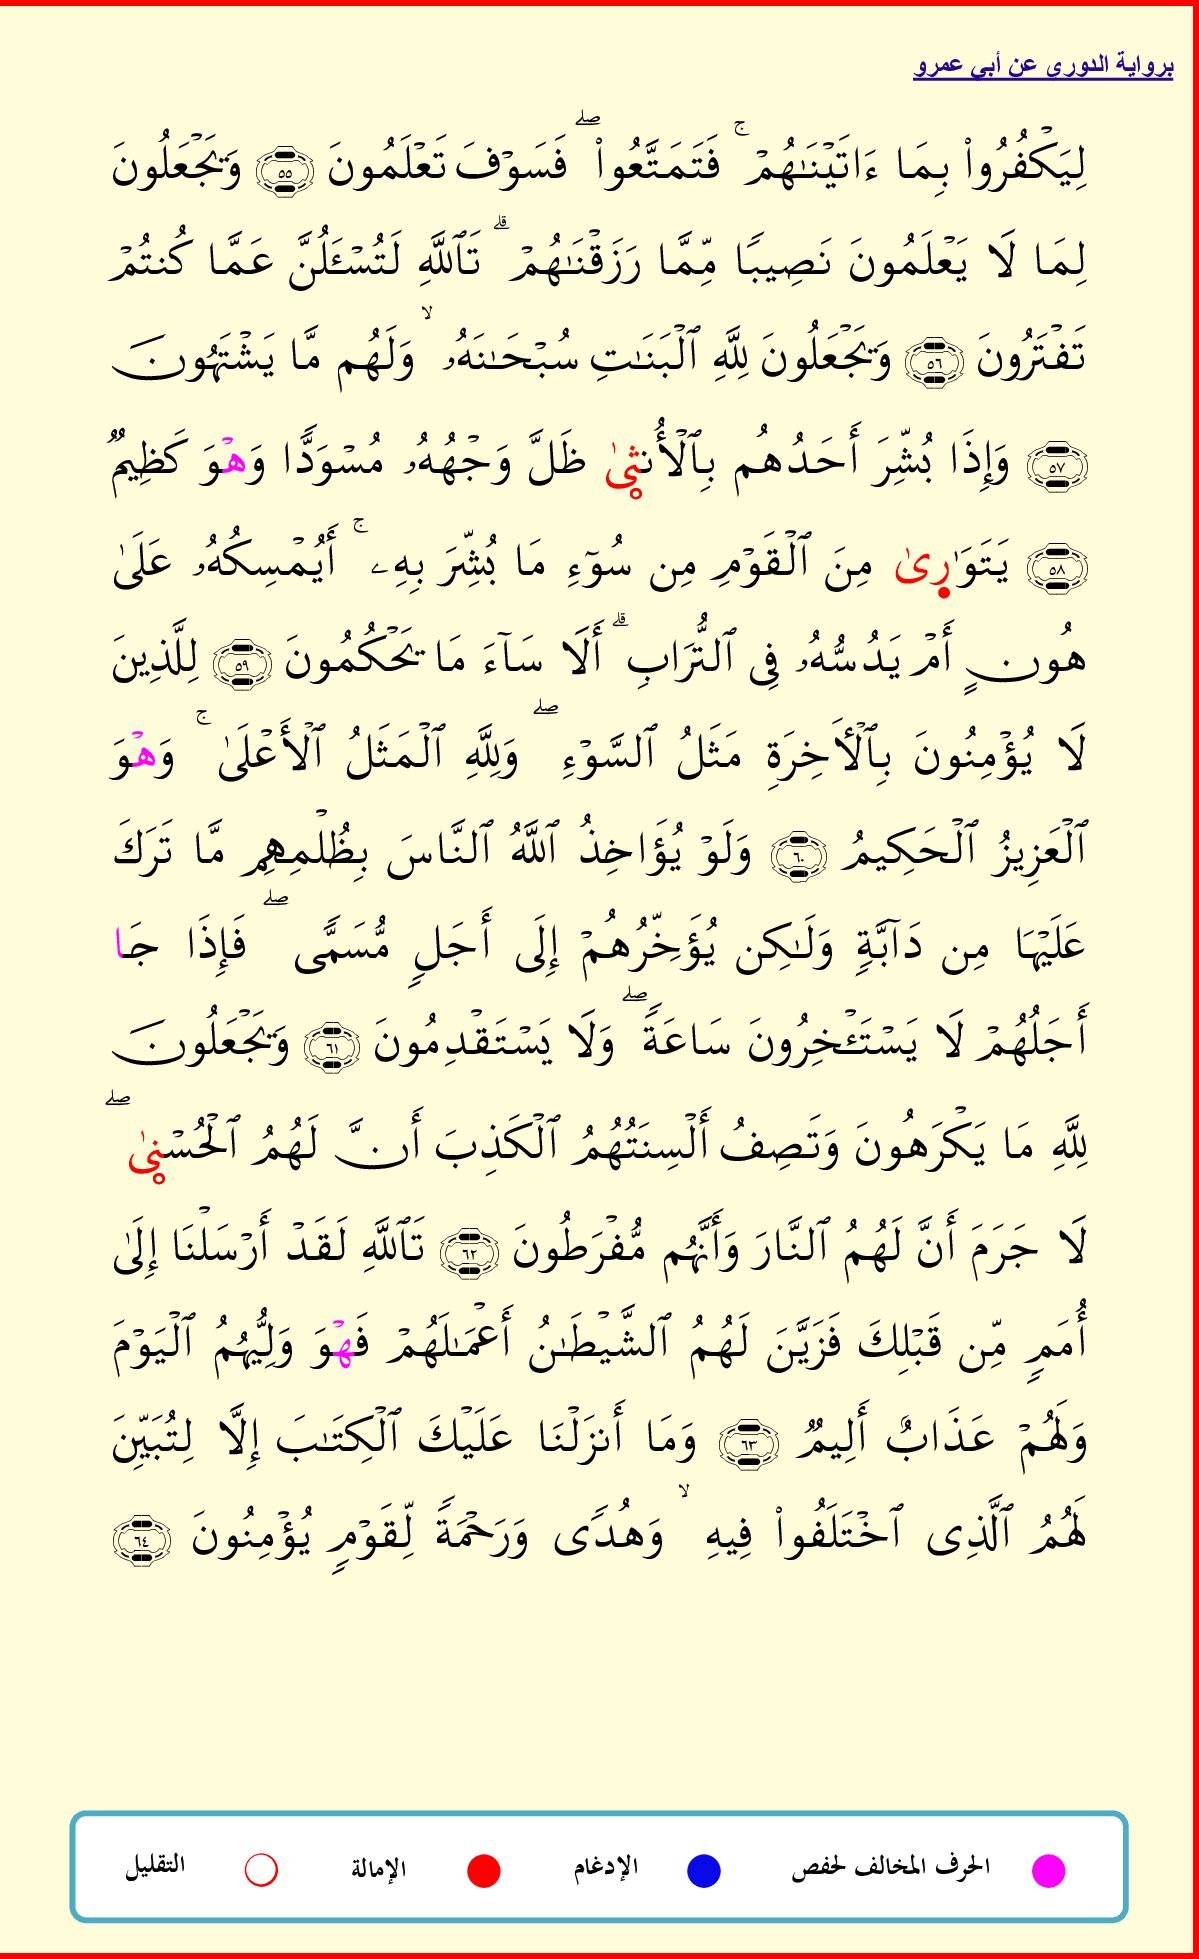 برواية الدوري عن أبي عمرو
لِيَكْفُرُوا۟ بِمَا ءَاتَيْنَٰهُمْ ۚ فَتَمَتَّعُوا۟ ۖ فَسَوْفَ تَعْلَمُونَ ٥٥ وَيَجْعَلُونَ
لِمَا لَا يَعْلَمُونَ نَصِيبًا مِّمَّا رَزَقْنَٰهُمْ ۗ تَٱللَّهِ لَتُسْـَٔلُنَّ عَمَّا كُنتُمْ
تَفْتَرُونَ ٥٦ وَيَجْعَلُونَ لِلَّهِ ٱلْبَنَٰتِ سُبْحَٰنَهُۥ ۙ وَلَهُم مَّا يَشْتَهُونَ
٥٧ وَإِذَا بُشِّرَ أَحَدُهُم بِٱلْأُنثىٰ ظَلَّ وَجْهُهُۥ مُسْوَدًّا وَهْوَ كَظِيمٌ
٥٨ يَتَوَٰرىٰ مِنَ ٱلْقَوْمِ مِن سُوٓءِ مَا بُشِّرَ بِهِۦ ۚ أَيُمْسِكُهُۥ عَلَىٰ
هُونٍ أَمْ يَدُسُّهُۥ فِى ٱلتُّرَابِ ۗ أَلَا سَآءَ مَا يَحْكُمُونَ ٥٩ لِلَّذِينَ
لَا يُؤْمِنُونَ بِٱلْأَخِرَةِ مَثَلُ ٱلسَّوْءِ ۖ وَلِلَّهِ ٱلْمَثَلُ ٱلْأَعْلَىٰ ۚ وَهْوَ
ٱلْعَزِيزُ ٱلْحَكِيمُ ٦٠ وَلَوْ يُؤَاخِذُ ٱللَّهُ ٱلنَّاسَ بِظُلْمِهِمِ مَّا تَرَكَ
عَلَيْهَا مِن دَآبَّةٍ وَلَٰكِن يُؤَخِّرُهُمْ إِلَى أَجَلٍ مُّسَمًّى ۖ فَإِذَا جَا
أَجَلُهُمْ لَا يَسْتَـْٔخِرُونَ سَاعَةً ۖ وَلَا يَسْتَقْدِمُونَ ٦١ وَيَجْعَلُونَ
لِلَّهِ مَا يَكْرَهُونَ وَتَصِفُ أَلْسِنَتُهُمُ ٱلْكَذِبَ أَنَّ لَهُمُ ٱلْحُسْنىٰ ۖ
لَا جَرَمَ أَنَّ لَهُمُ ٱلنَّارَ وَأَنَّهُم مُّفْرَطُونَ ٦٢ تَٱللَّهِ لَقَدْ أَرْسَلْنَا إِلَىٰ
أُمَمٍ مِّن قَبْلِكَ فَزَيَّنَ لَهُمُ ٱلشَّيْطَٰنُ أَعْمَٰلَهُمْ فَهْوَ وَلِيُّهُمُ ٱلْيَوْمَ
وَلَهُمْ عَذَابٌ أَلِيمٌ ٦٣ وَمَا أَنزَلْنَا عَلَيْكَ ٱلْكِتَٰبَ إِلَّا لِتُبَيِّنَ
لَهُمُ ٱلَّذِى ٱخْتَلَفُوا۟ فِيهِ ۙ وَهُدًى وَرَحْمَةً لِّقَوْمٍ يُؤْمِنُونَ ٦٤
الحرف المخالف لحفص الإدغام الإمالة التقليل